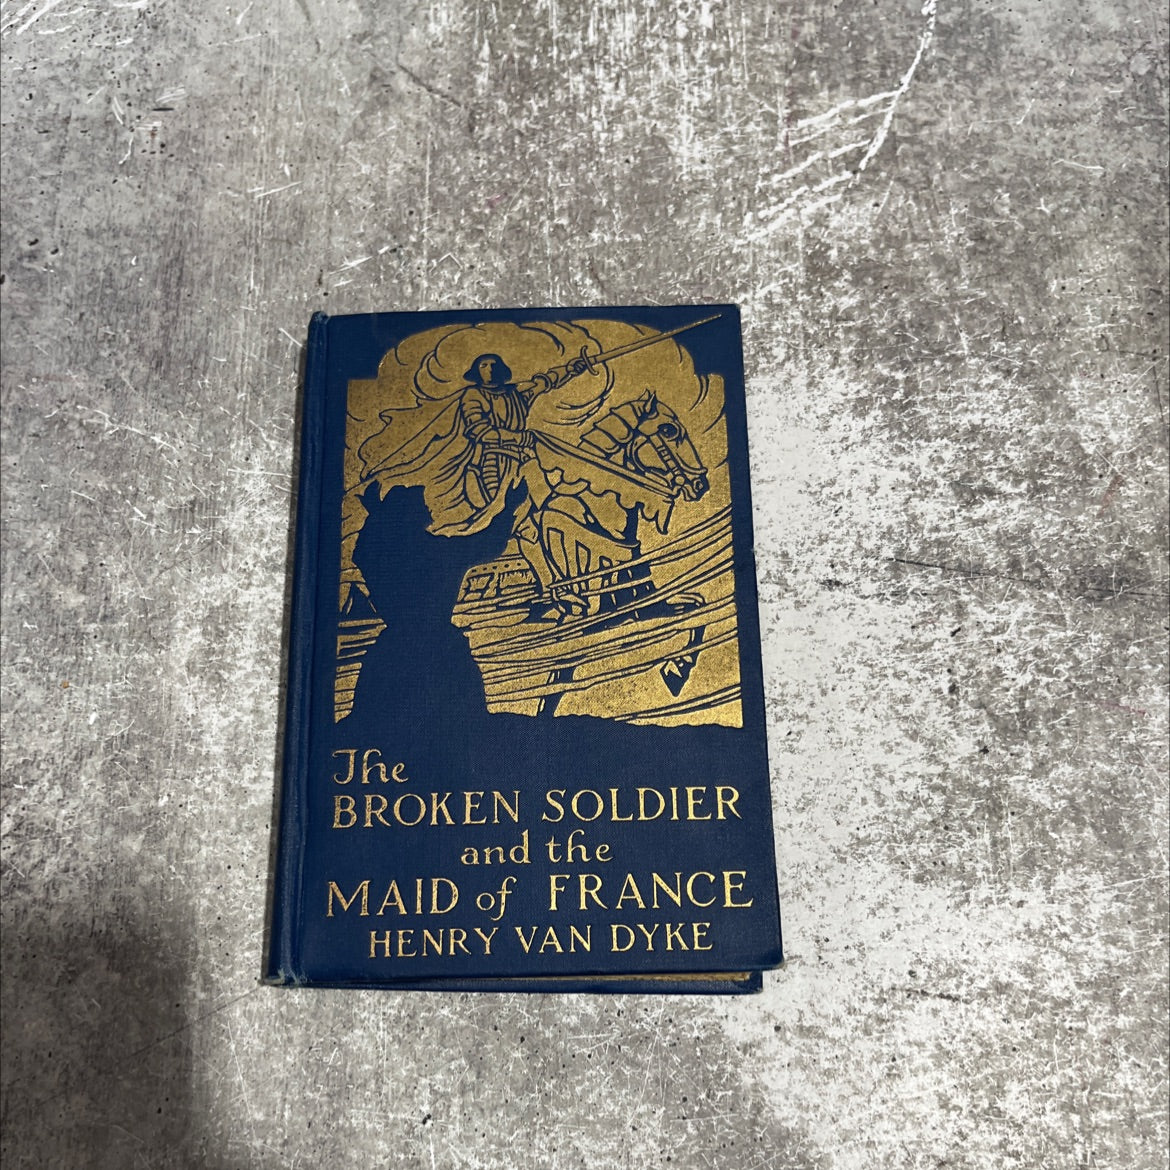 The
BROKEN SOLDIER
and the
MAID of FRANCE
HENRY VAN DYKE